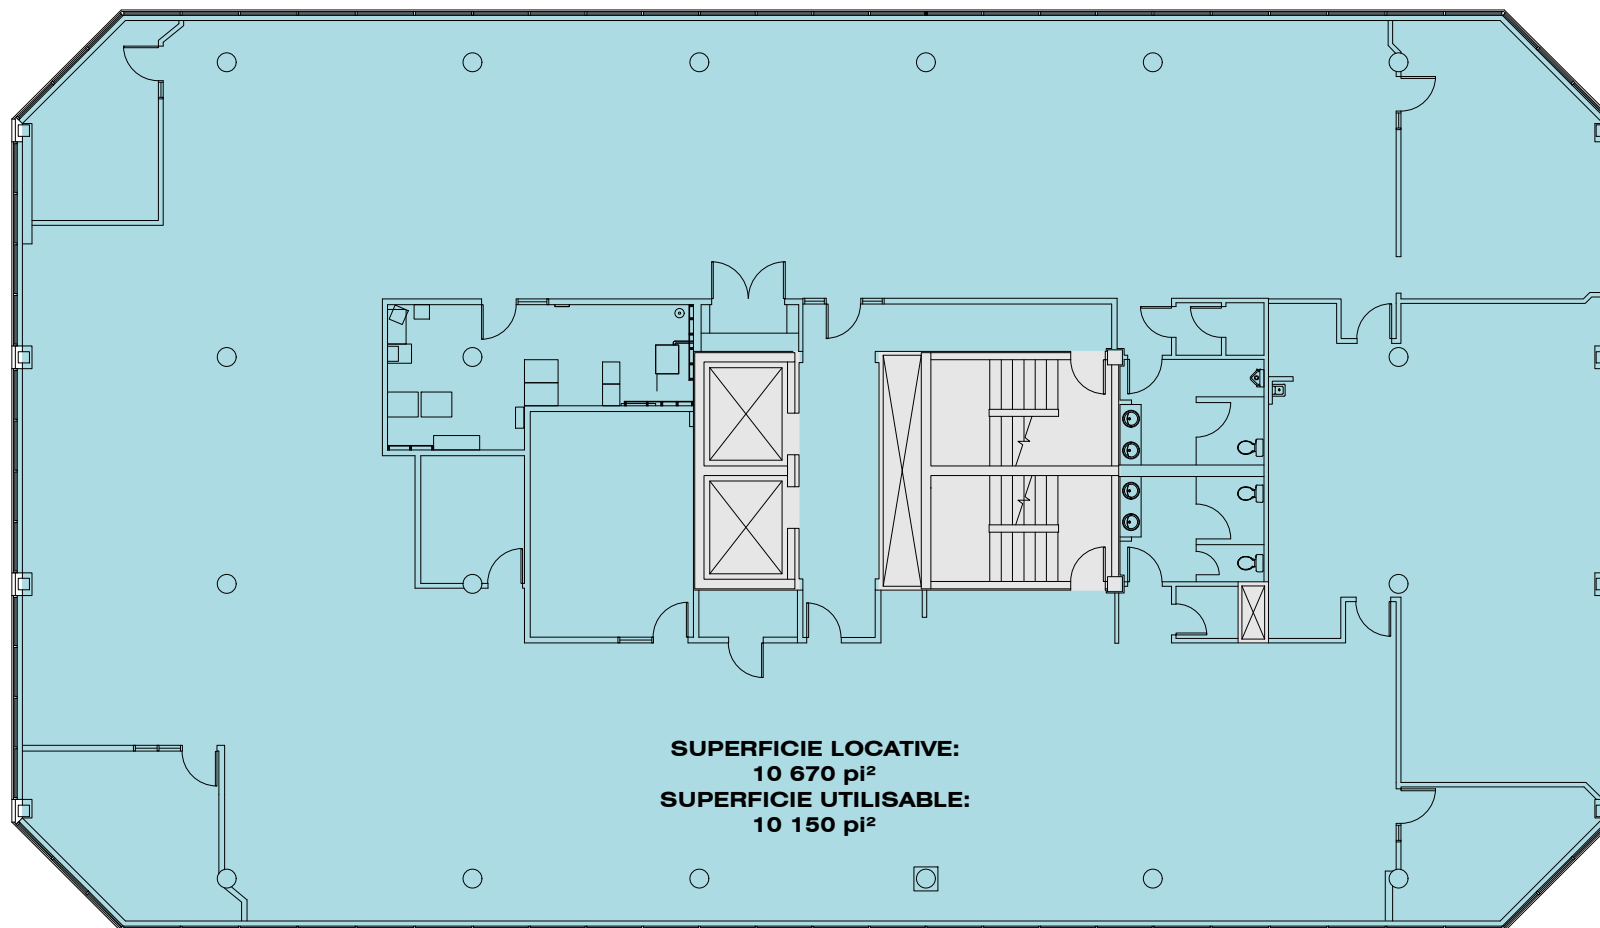 SUPERFICIE LOCATIVE:
10 670 pi²
SUPERFICIE UTILISABLE:
10 150 pi²